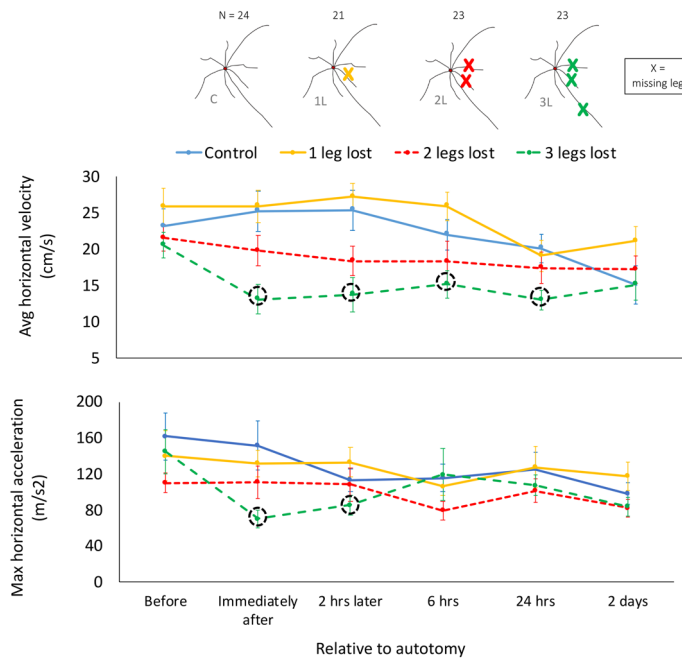 N = 24 21 23 23
C 1L 2L 3L
X =
missing leg
Control 1 leg lost 2 legs lost 3 legs lost
Avg horizontal velocity
(cm/s)
30
25
20
15
10
5
Max horizontal acceleration
(m/s2)
200
160
120
80
40
0
Before Immediately after 2 hrs later 6 hrs 24 hrs 2 days
Relative to autotomy